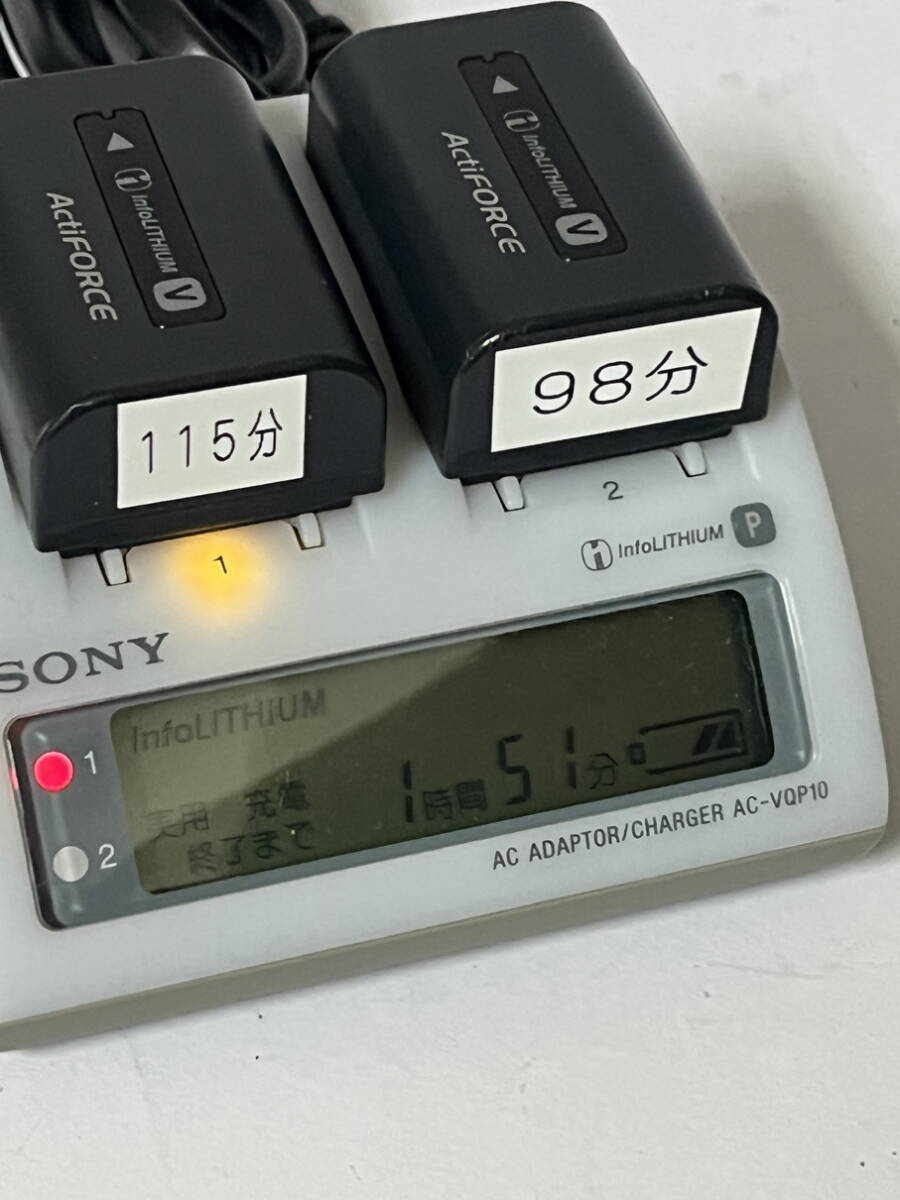 InfoLITHIUM V
ActiFORCE
InfoLITHIUM V
ActiFORCE
115分
98分
1
2
InfoLITHIUM P
SONY
InfoLITHIUM
1
実用 充電
1時間51分
終了まで
2
AC ADAPTOR/CHARGER AC-VQP10